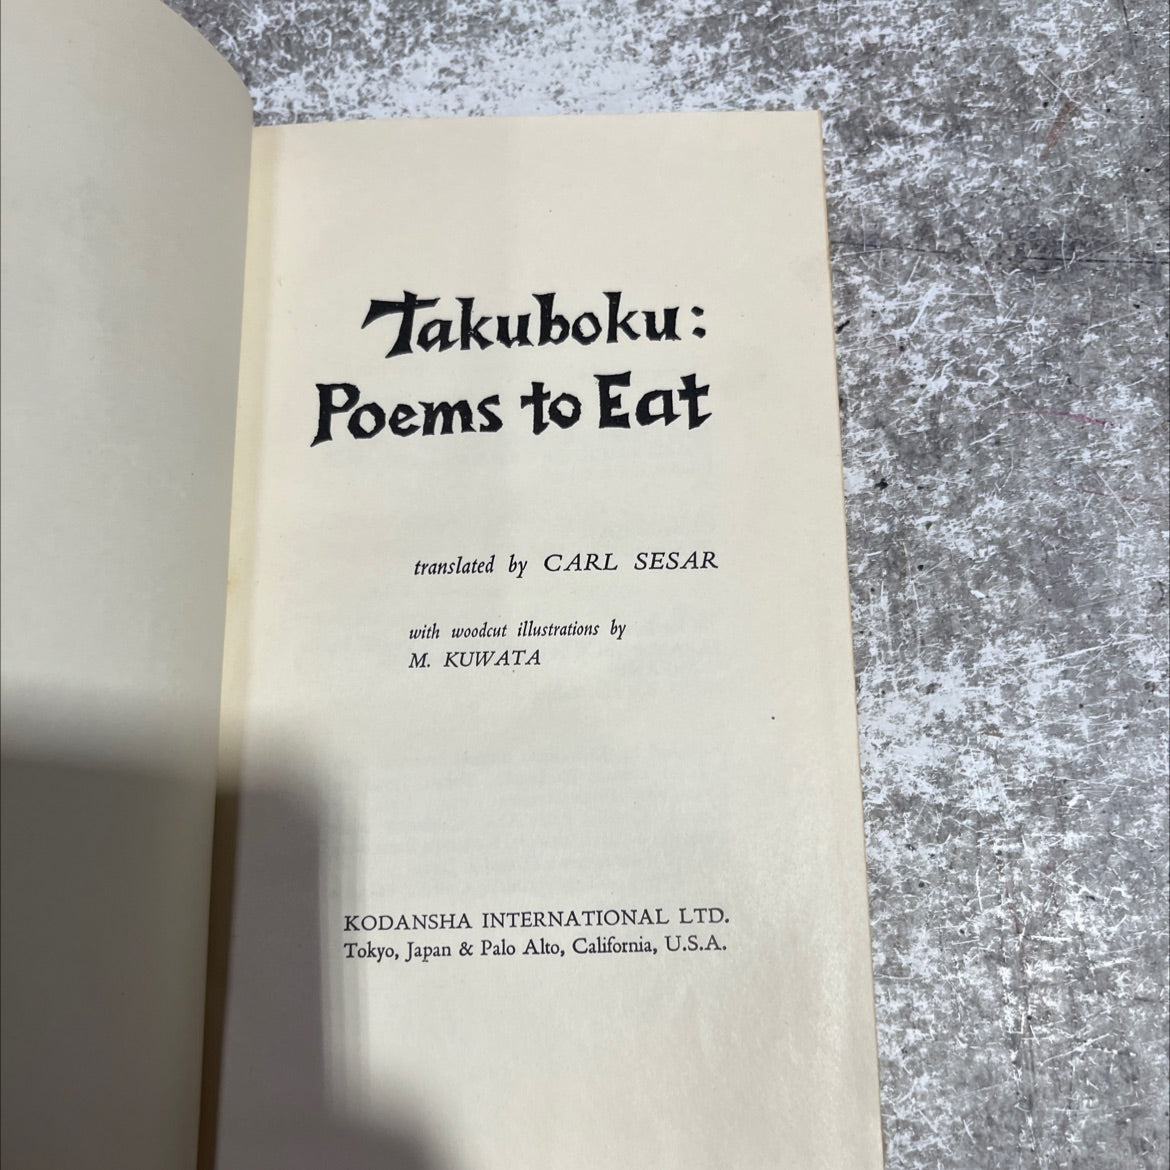 Takuboku:
Poems to Eat
translated by CARL SESAR
with woodcut illustrations by
M. KUWATA
KODANSHA INTERNATIONAL LTD.
Tokyo, Japan & Palo Alto, California, U.S.A.